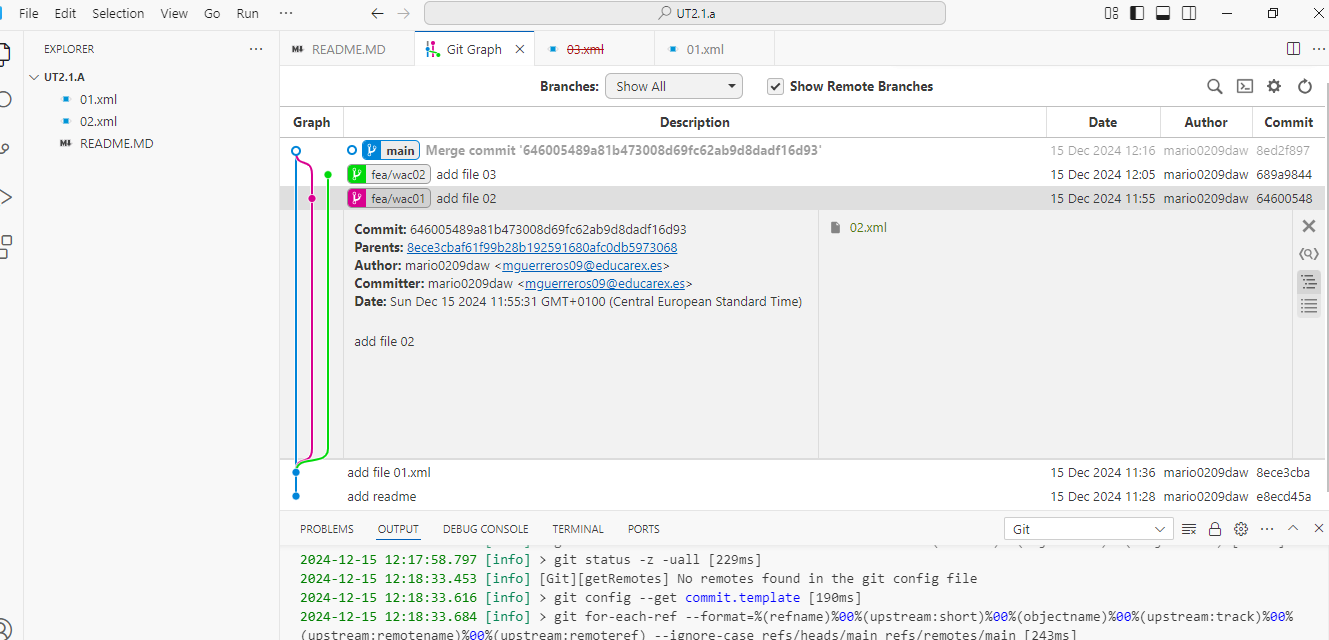 File Edit Selection View Go Run ··· UT2.1.a
EXPLORER ···
UT2.1.A
01.xml
02.xml
README.MD
README.MD Git Graph 03.xml 01.xml
Branches: Show All Show Remote Branches
Graph Description Date Author Commit
main Merge commit '646005489a81b473008d69fc62ab9d8dadf16d93' 15 Dec 2024 12:16 mario0209daw 8ed2f897
fea/wac02 add file 03 15 Dec 2024 12:05 mario0209daw 689a9844
fea/wac01 add file 02 15 Dec 2024 11:55 mario0209daw 64600548
Commit: 646005489a81b473008d69fc62ab9d8dadf16d93
Parents: 8ece3cbaf61f99b28b192591680afc0db5973068
Author: mario0209daw <mguerreros09@educarex.es>
Committer: mario0209daw <mguerreros09@educarex.es>
Date: Sun Dec 15 2024 11:55:31 GMT+0100 (Central European Standard Time)
add file 02
02.xml
add file 01.xml 15 Dec 2024 11:36 mario0209daw 8ece3cba
add readme 15 Dec 2024 11:28 mario0209daw e8ecd45a
PROBLEMS OUTPUT DEBUG CONSOLE TERMINAL PORTS Git
2024-12-15 12:17:58.797 [info] > git status -z -uall [229ms]
2024-12-15 12:18:33.453 [info] [Git][getRemotes] No remotes found in the git config file
2024-12-15 12:18:33.616 [info] > git config --get commit.template [190ms]
2024-12-15 12:18:33.684 [info] > git for-each-ref --format=%(refname)%00%(upstream:short)%00%(objectname)%00%(upstream:track)%00%
(upstream:remotename)%00%(upstream:remoteref) --ignore-case refs/heads/main refs/remotes/main [243ms]